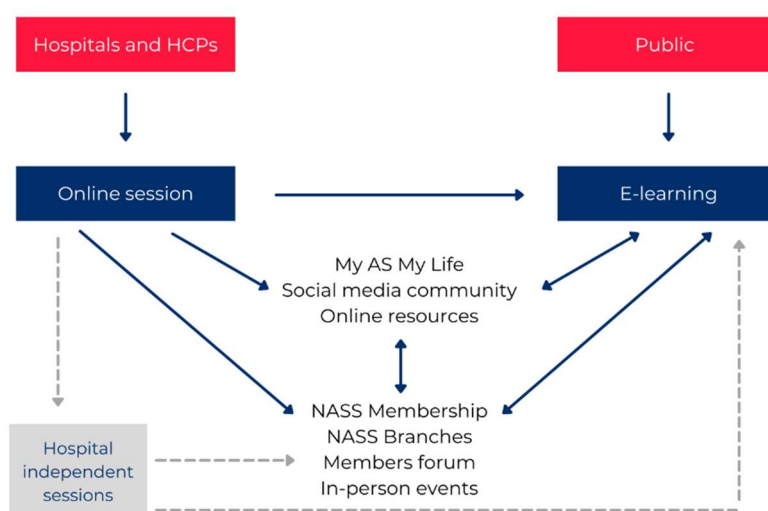 Hospitals and HCPs
Public
Online session
E-learning
My AS My Life
Social media community
Online resources
NASS Membership
NASS Branches
Members forum
In-person events
Hospital
independent
sessions